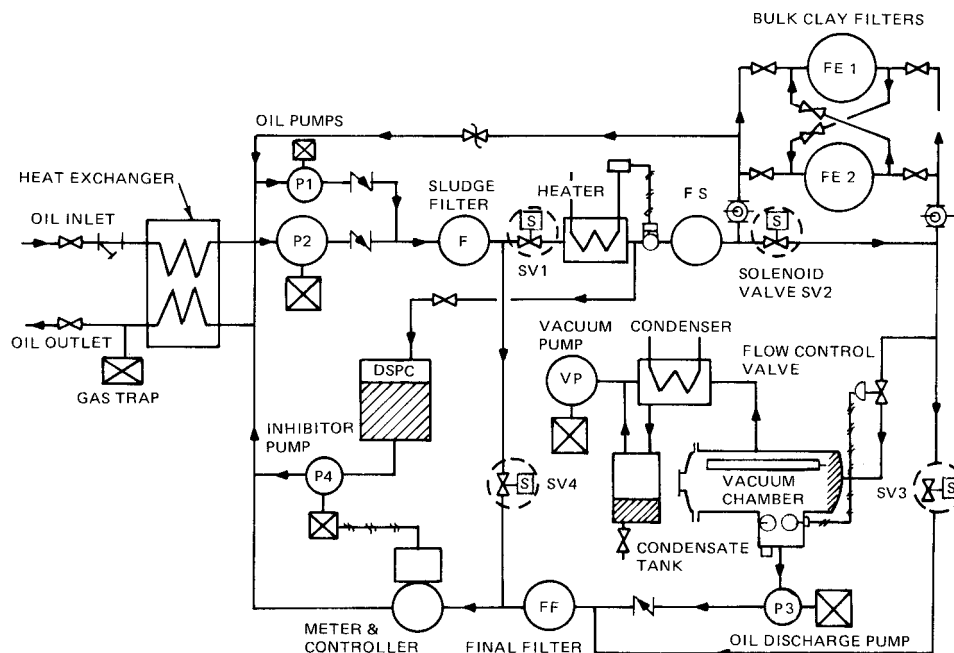 BULK CLAY FILTERS
FE 1
OIL PUMPS
P1
HEAT EXCHANGER
SLUDGE
FILTER
HEATER
FS
FE 2
OIL INLET
P2
F
S
S
SV1
SOLENOID
VALVE SV2
OIL OUTLET
VACUUM
PUMP
CONDENSER
FLOW CONTROL
VALVE
GAS TRAP
DSPC
VP
INHIBITOR
PUMP
P4
S
SV4
VACUUM
CHAMBER
SV3
S
CONDENSATE
TANK
METER &
CONTROLLER
FF
FINAL FILTER
P3
OIL DISCHARGE PUMP